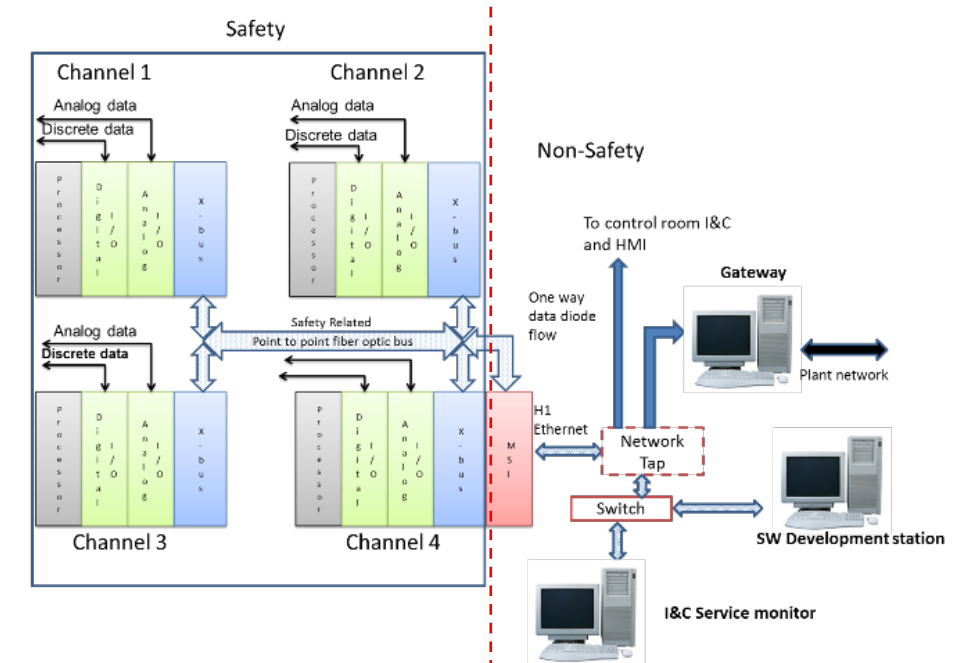 Safety
Channel 1
Analog data
Discrete data
Processor
Digital I/O
Analog I/O
X-bus
Channel 2
Analog data
Discrete data
Processor
Digital I/O
Analog I/O
X-bus
Safety Related
Point to point fiber optic bus
Analog data
Discrete data
Processor
Digital I/O
Analog I/O
X-bus
Channel 3
Processor
Digital I/O
Analog I/O
X-bus
MSI
Channel 4
Non-Safety
To control room I&C
and HMI
One way
data diode
flow
Gateway
Plant network
H1
Ethernet
Network
Tap
Switch
SW Development station
I&C Service monitor